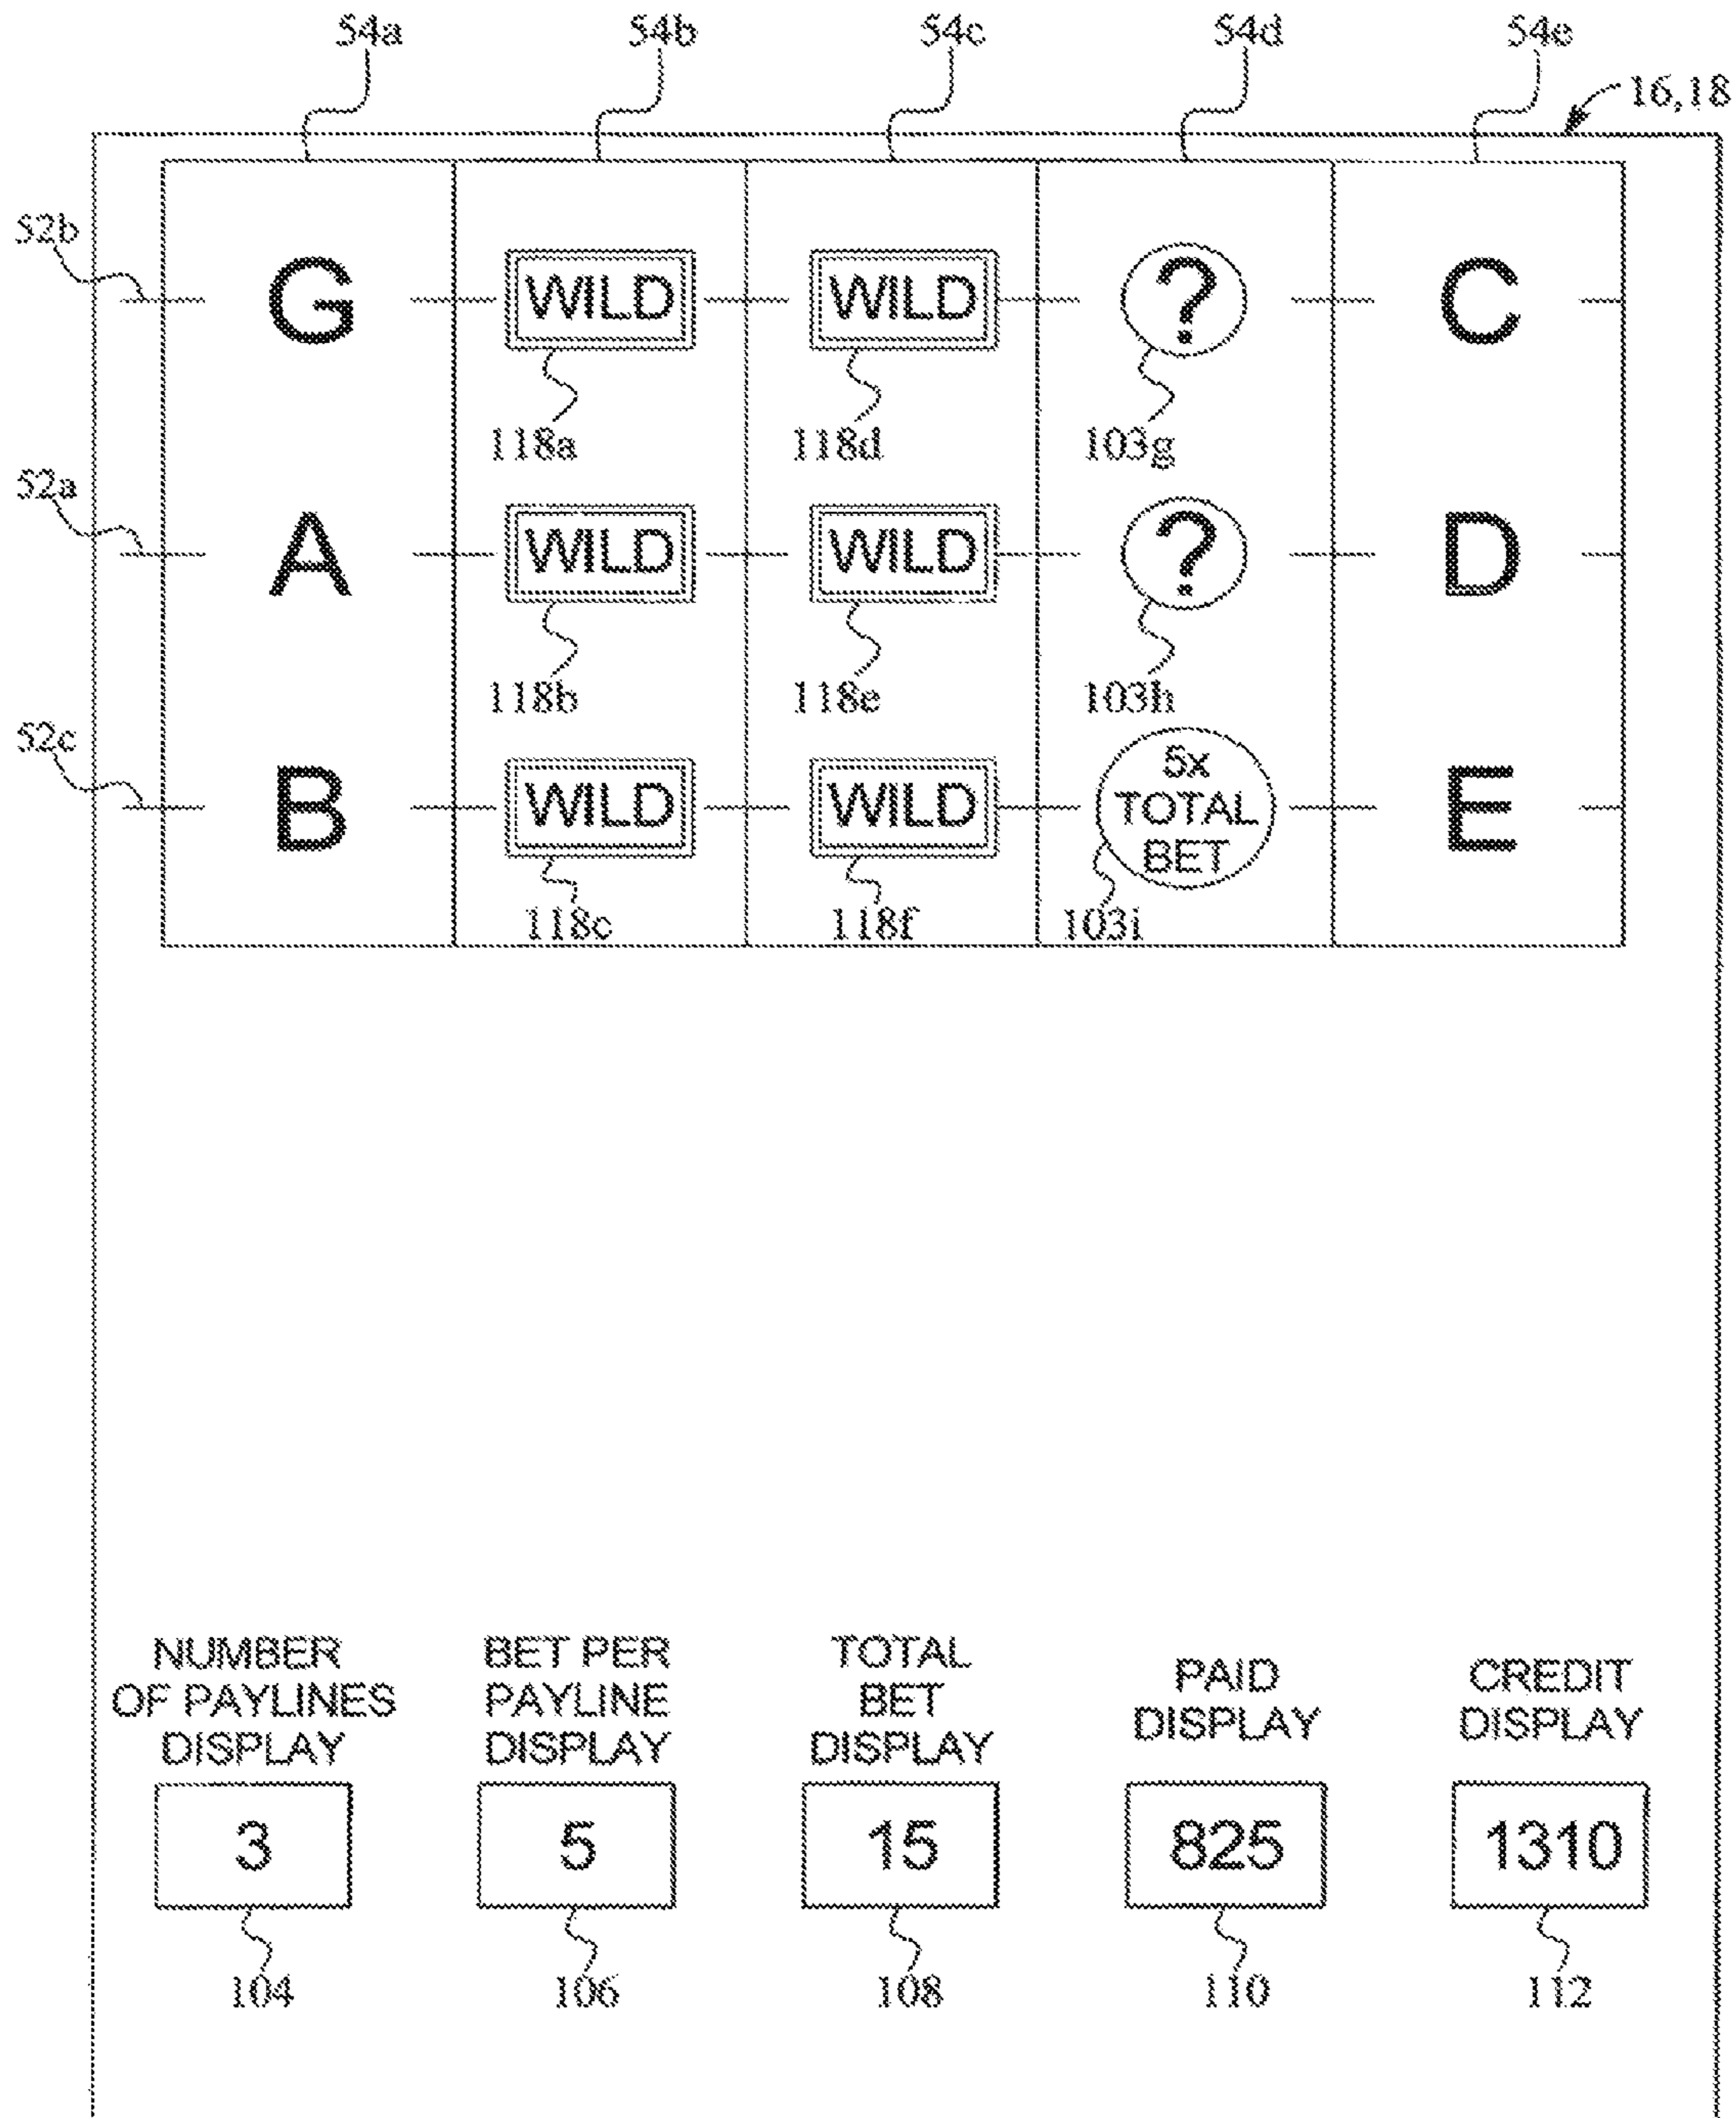 54a 54b 54c 54d 54e
16,18
52b
G WILD WILD ? C
118a 118d 103g
52a
A WILD WILD ? D
118b 118e 103h
52c
B WILD WILD 5x TOTAL BET E
118c 118f 103i
NUMBER
OF PAYLINES
DISPLAY
3
104
BET PER
PAYLINE
DISPLAY
5
106
TOTAL
BET
DISPLAY
15
108
PAID
DISPLAY
825
110
CREDIT
DISPLAY
1310
112